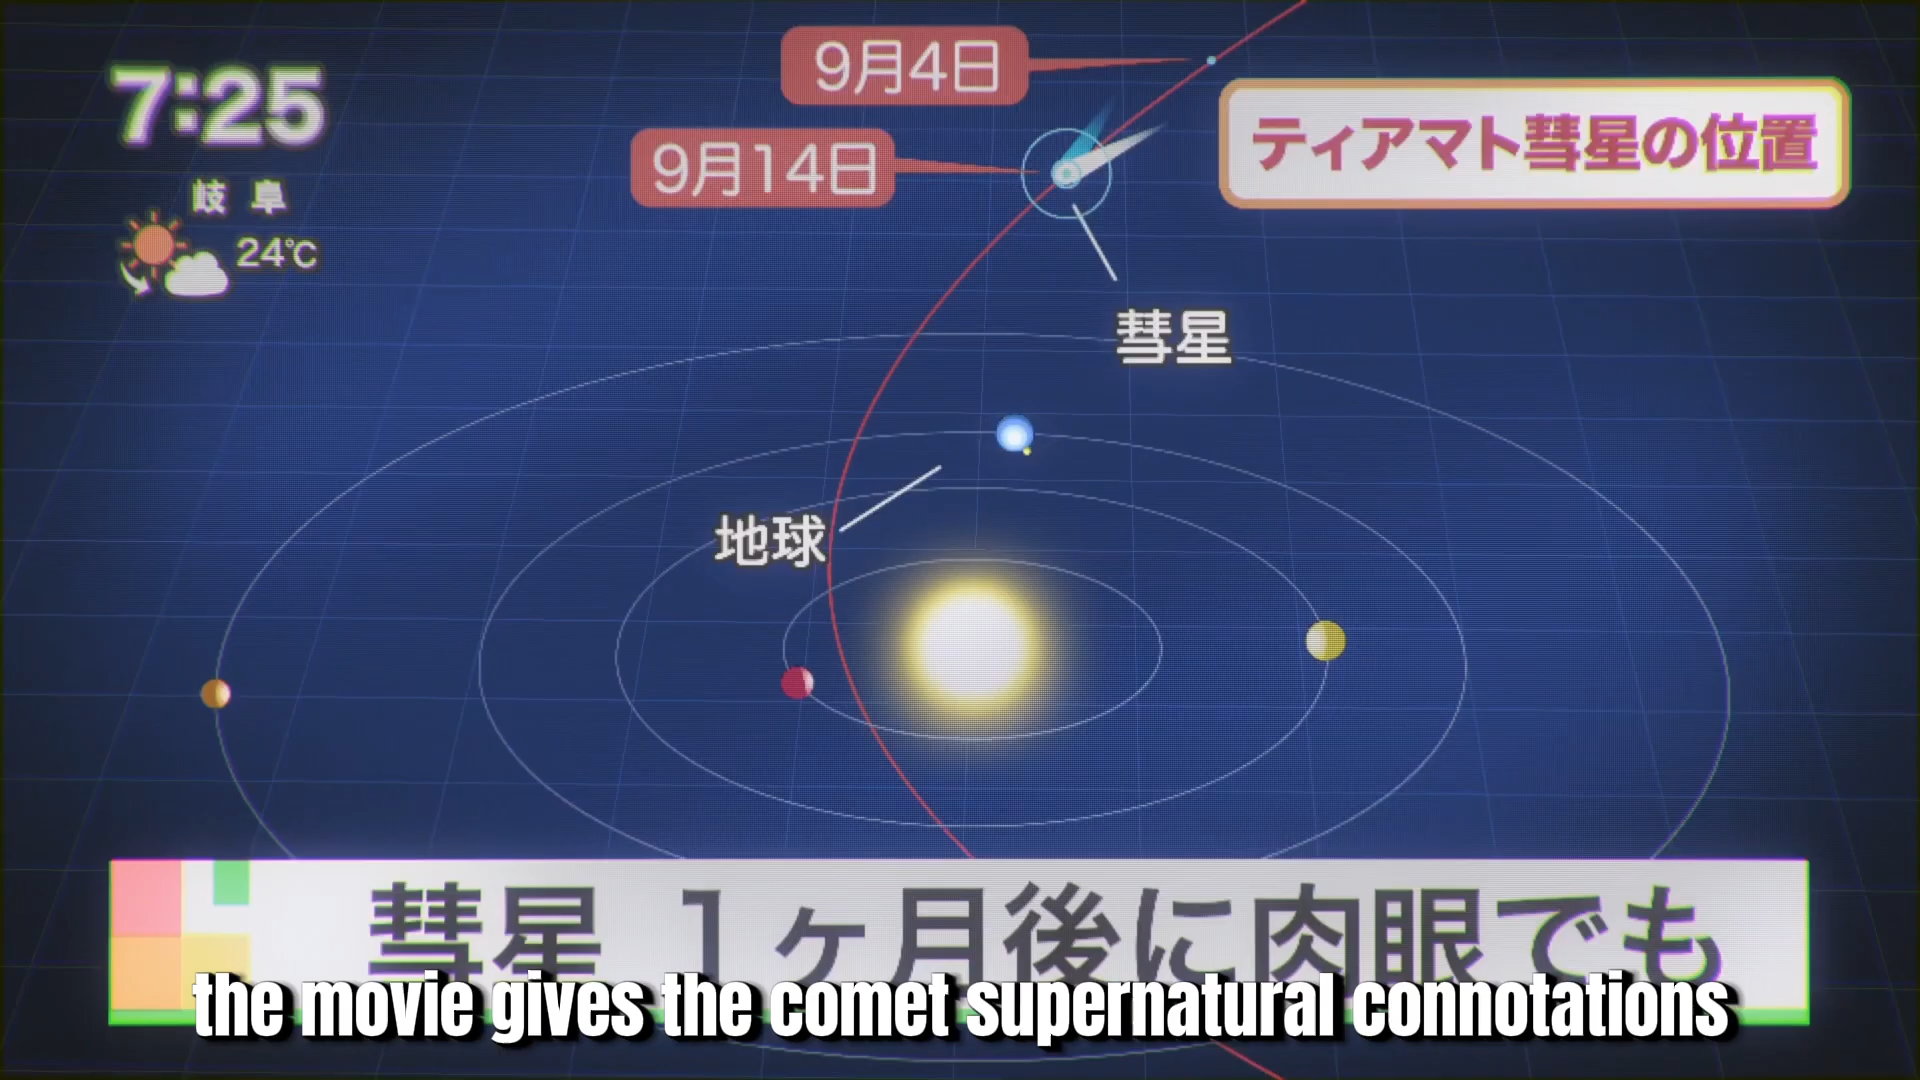 7:25
岐阜
24℃
9月4日
9月14日
ティアマト彗星の位置
彗星
地球
彗星 1ヶ月後に肉眼でも
the movie gives the comet supernatural connotations